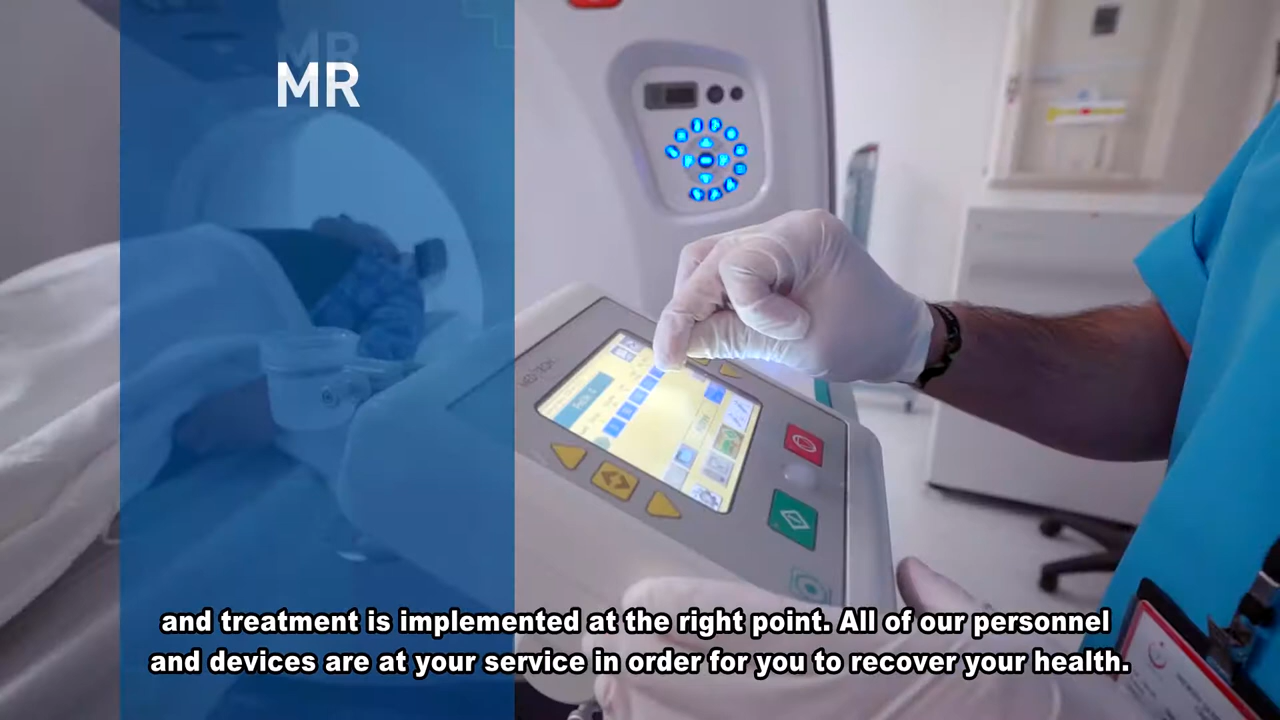 MR
MR
and treatment is implemented at the right point. All of our personnel
and devices are at your service in order for you to recover your health.